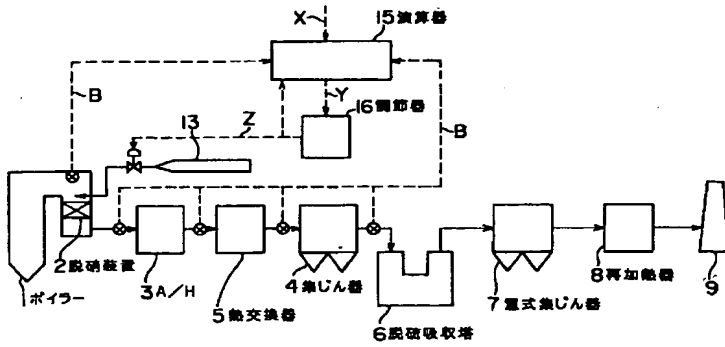 X
15演算器
B
Y
16調節器
Z
13
B
2脱硝装置
ボイラー
3A/H
5熱交換器
4集じん器
6脱硫吸収塔
7電式集じん器
8再加熱器
9